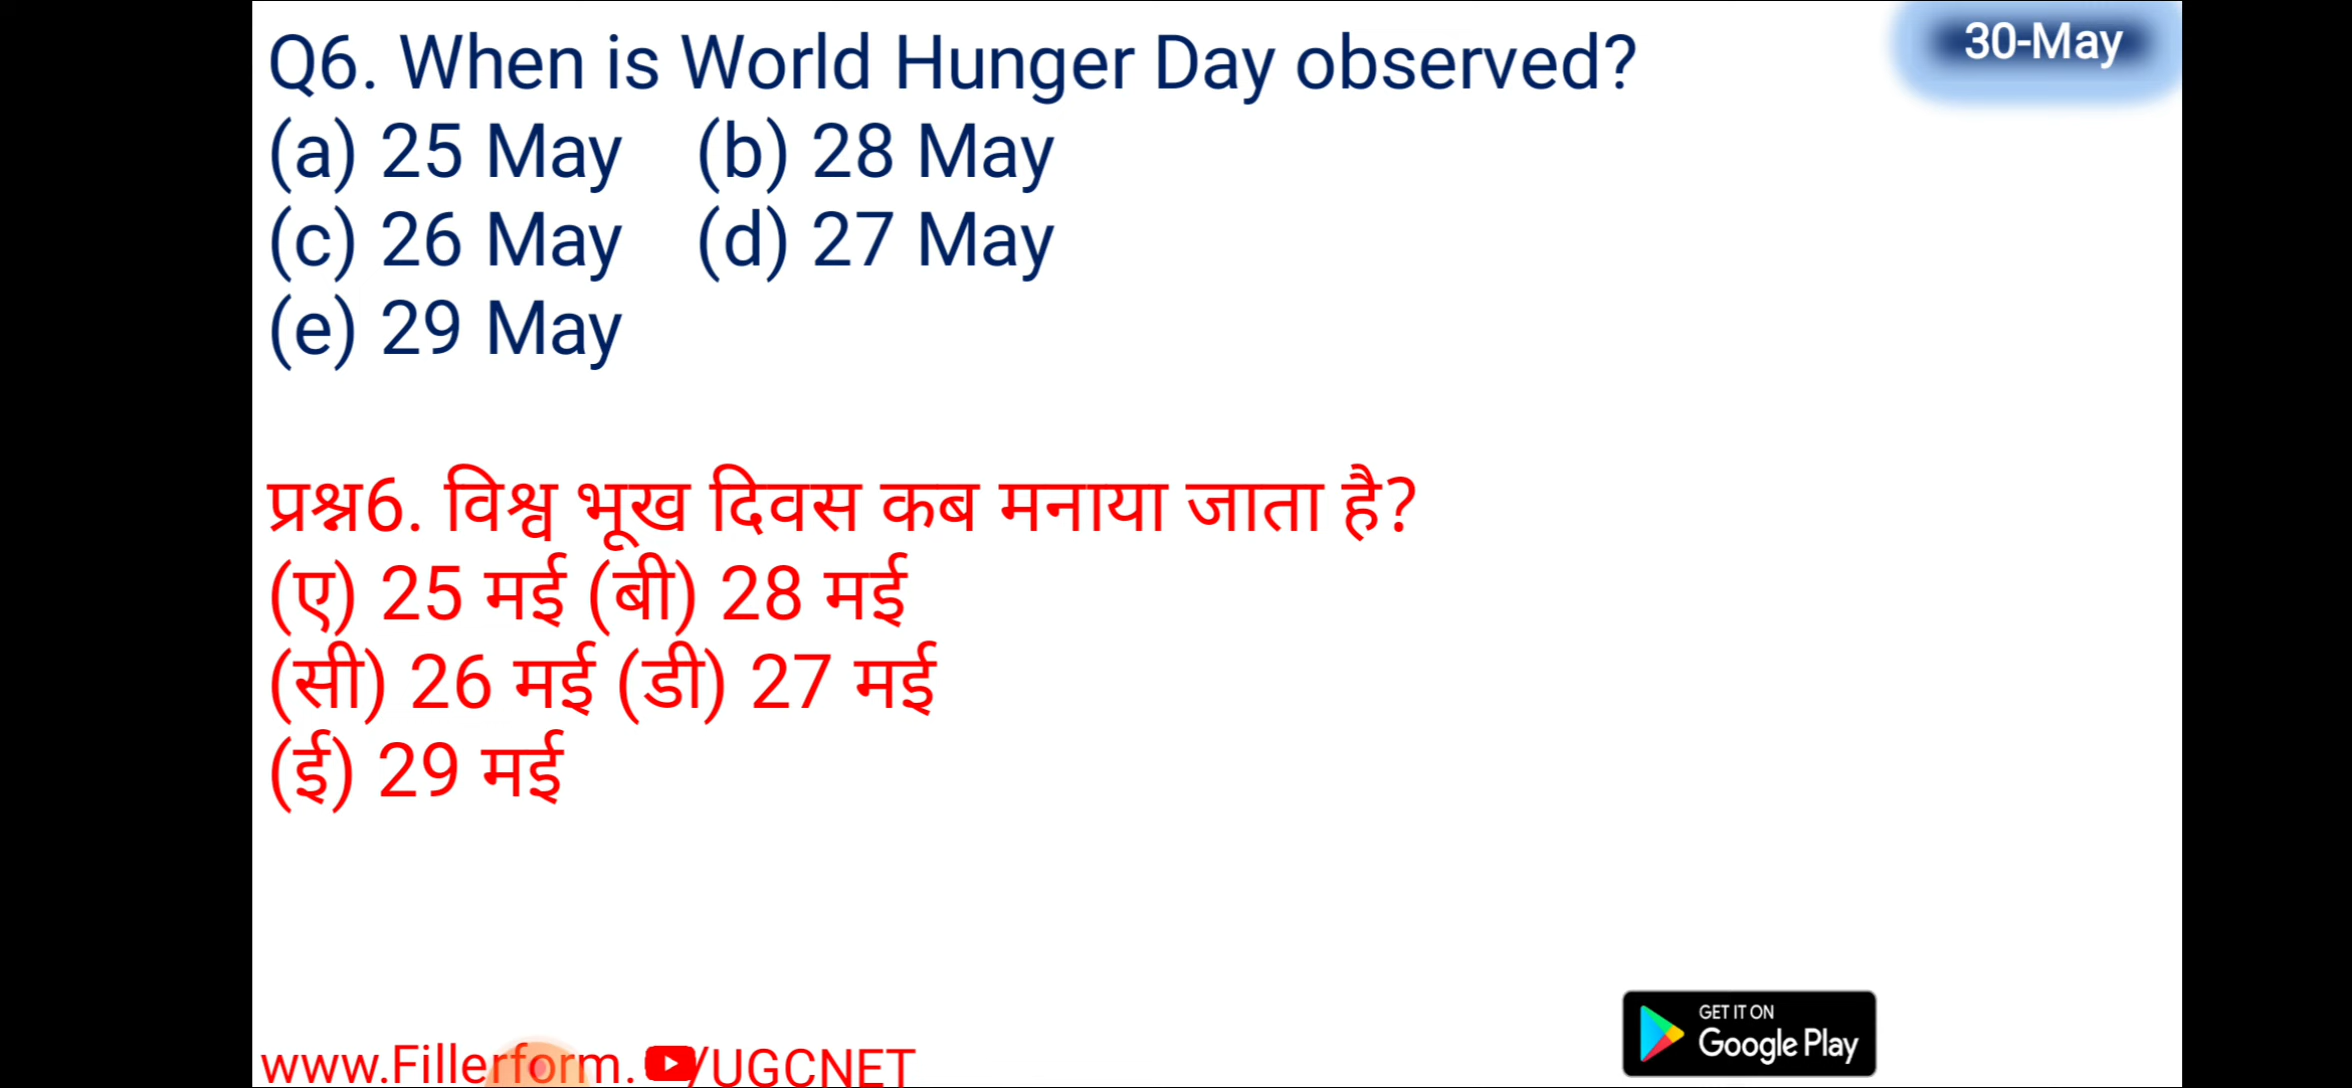 Q6. When is World Hunger Day observed?
30-May
(a) 25 May (b) 28 May
(c) 26 May (d) 27 May
(e) 29 May
प्रश्न6. विश्व भूख दिवस कब मनाया जाता है?
(ए) 25 मई (बी) 28 मई
(सी) 26 मई (डी) 27 मई
(ई) 29 मई
GET IT ON
Google Play
www.Fillerform. /UGCNET